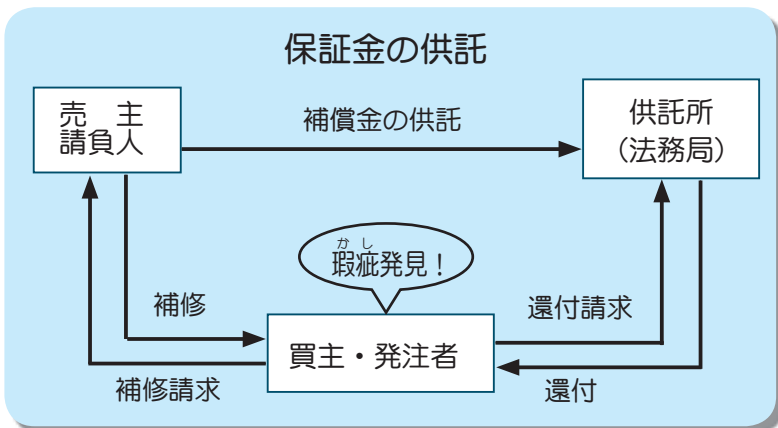 保証金の供託
売　主
請負人
補償金の供託
供託所
（法務局）
かし
瑕疵発見！
補修
還付請求
買主・発注者
補修請求
還付